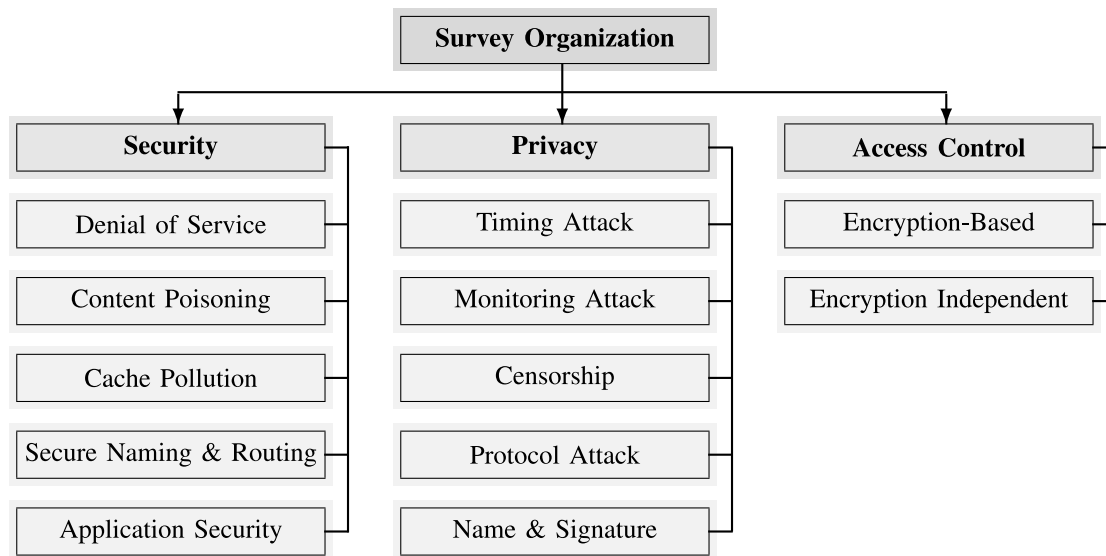 Survey Organization
Security
Denial of Service
Content Poisoning
Cache Pollution
Secure Naming & Routing
Application Security
Privacy
Timing Attack
Monitoring Attack
Censorship
Protocol Attack
Name & Signature
Access Control
Encryption-Based
Encryption Independent